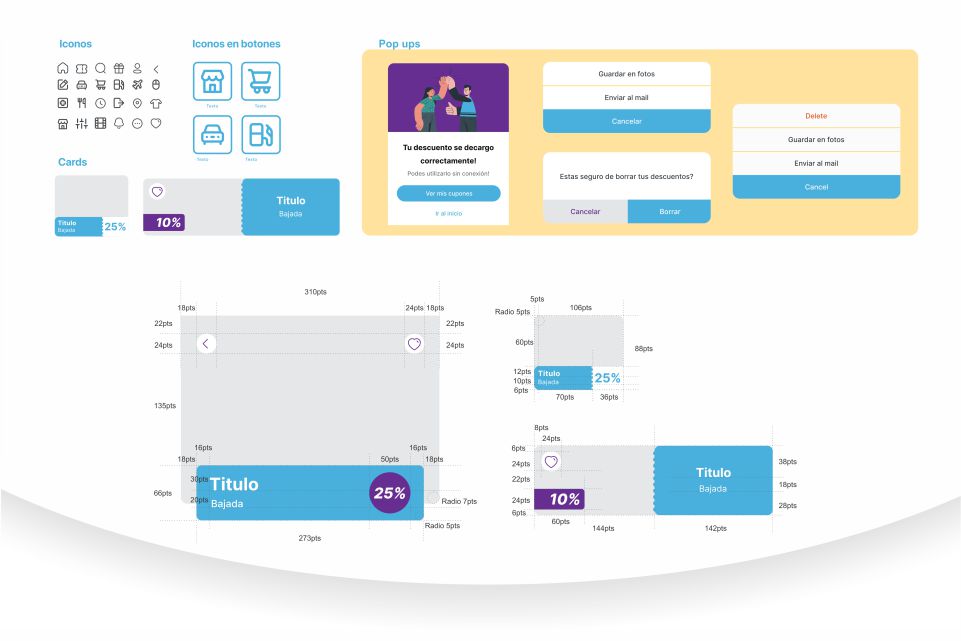 Iconos
Iconos en botones
Texto
Texto
Texto
Texto
Cards
Titulo
Bajada
25%
10%
Titulo
Bajada
Pop ups
Tu descuento se decargo
correctamente!
Podes utilizarlo sin conexión!
Ver mis cupones
Ir al inicio
Guardar en fotos
Enviar al mail
Cancelar
Estas seguro de borrar tus descuentos?
Cancelar
Borrar
Delete
Guardar en fotos
Enviar al mail
Cancel
310pts
18pts
24pts
18pts
22pts
22pts
24pts
24pts
135pts
16pts
16pts
18pts
50pts
18pts
30pts
Titulo
66pts
25%
20pts
Bajada
Radio 7pts
Radio 5pts
273pts
5pts
106pts
Radio 5pts
60pts
88pts
12pts
Titulo
10pts
Bajada
25%
6pts
70pts
36pts
8pts
24pts
6pts
24pts
22pts
24pts
10%
6pts
60pts
144pts
Titulo
Bajada
38pts
18pts
28pts
142pts